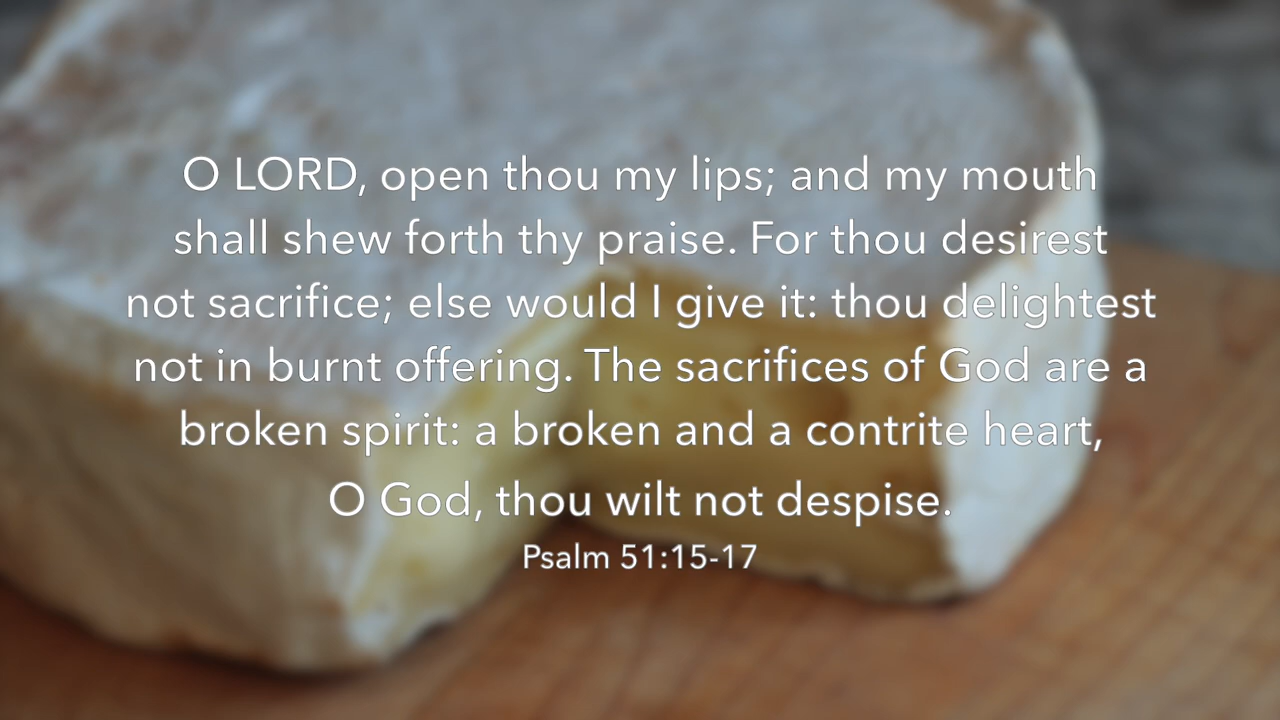 O LORD, open thou my lips; and my mouth
shall shew forth thy praise. For thou desirest
not sacrifice; else would I give it: thou delightest
not in burnt offering. The sacrifices of God are a
broken spirit: a broken and a contrite heart,
O God, thou wilt not despise.
Psalm 51:15-17